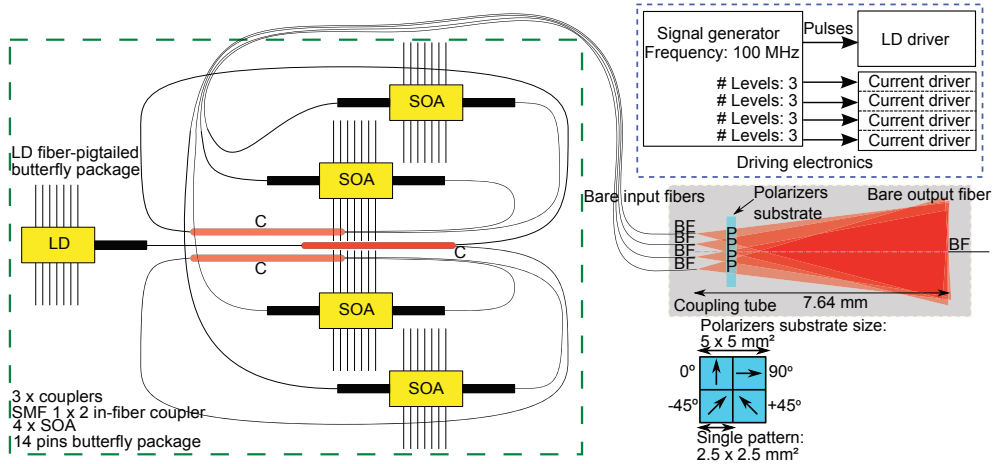 SOA
SOA
SOA
SOA
LD fiber-pigtailed
butterfly package
LD
C
C
C
3 x couplers
SMF 1 x 2 in-fiber coupler
4 x SOA
14 pins butterfly package
Signal generator
Frequency: 100 MHz
# Levels: 3
# Levels: 3
# Levels: 3
# Levels: 3
Pulses
LD driver
Current driver
Current driver
Current driver
Current driver
Driving electronics
Bare input fibers
Polarizers
substrate
Bare output fiber
BF
BF
BF
BF
P
P
P
P
BF
7.64 mm
Coupling tube
Polarizers substrate size:
5 x 5 mm²
0º
90º
-45º
+45º
Single pattern:
2.5 x 2.5 mm²